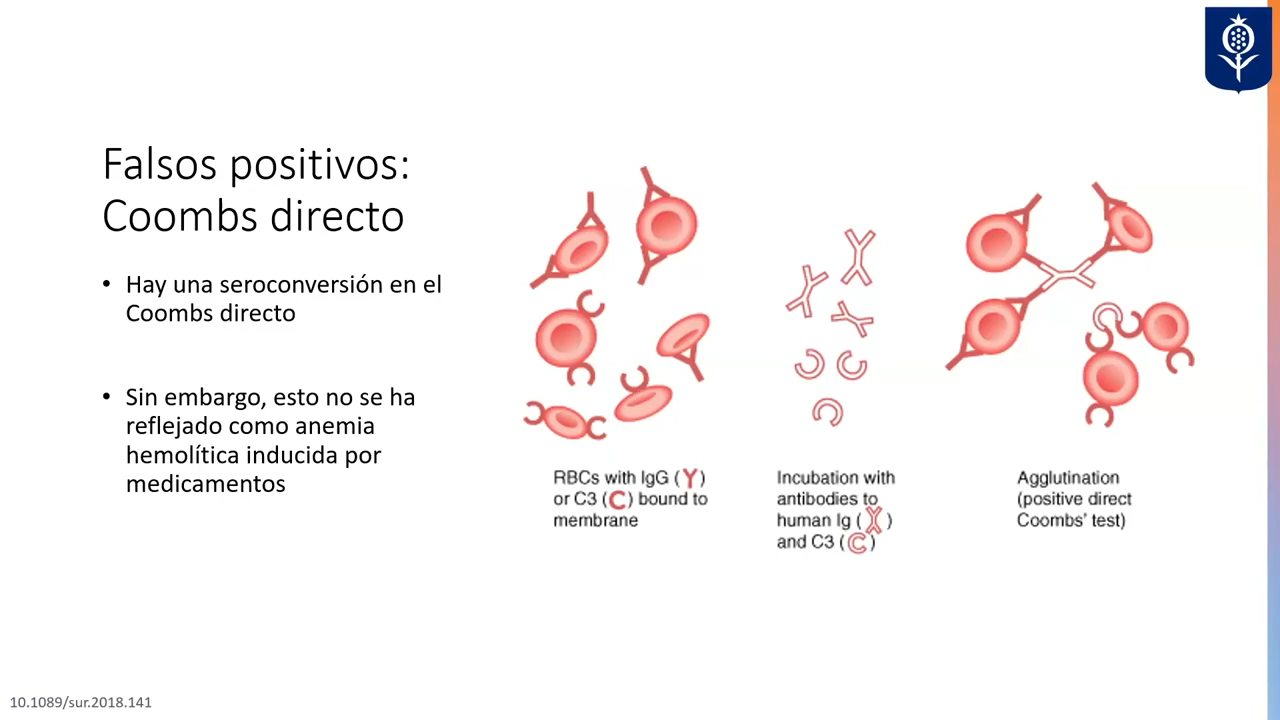 Falsos positivos:
Coombs directo
• Hay una seroconversión en el
Coombs directo
• Sin embargo, esto no se ha
reflejado como anemia
hemolítica inducida por
medicamentos
RBCs with IgG (Y)
or C3 (C) bound to
membrane
Incubation with
antibodies to
human Ig ( )
and C3 (C)
Agglutination
(positive direct
Coombs’ test)
10.1089/sur.2018.141